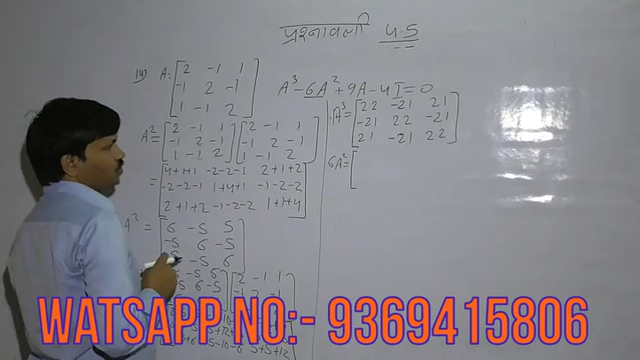 प्रश्नावली 4.5
(iv) A= [2 -1 1
-1 2 -1
1 -1 2]
A³-6A²+9A-4I=0
A²= [2 -1 1] [2 -1 1]
[-1 2 -1] [-1 2 -1]
[1 -1 2] [1 -1 2]
= [4+1+1 -2-2-1 2+1+2
-2-2-1 1+4+1 -1-2-2
2+1+2 -1-2-2 1+1+4]
A² = [6 -5 5
-5 6 -5
-5 6]
[2 -1 1
A³= [22 -21 21
-21 22 -21
21 -21 22]
6A²= [
WATSAPP NO:- 9369415806